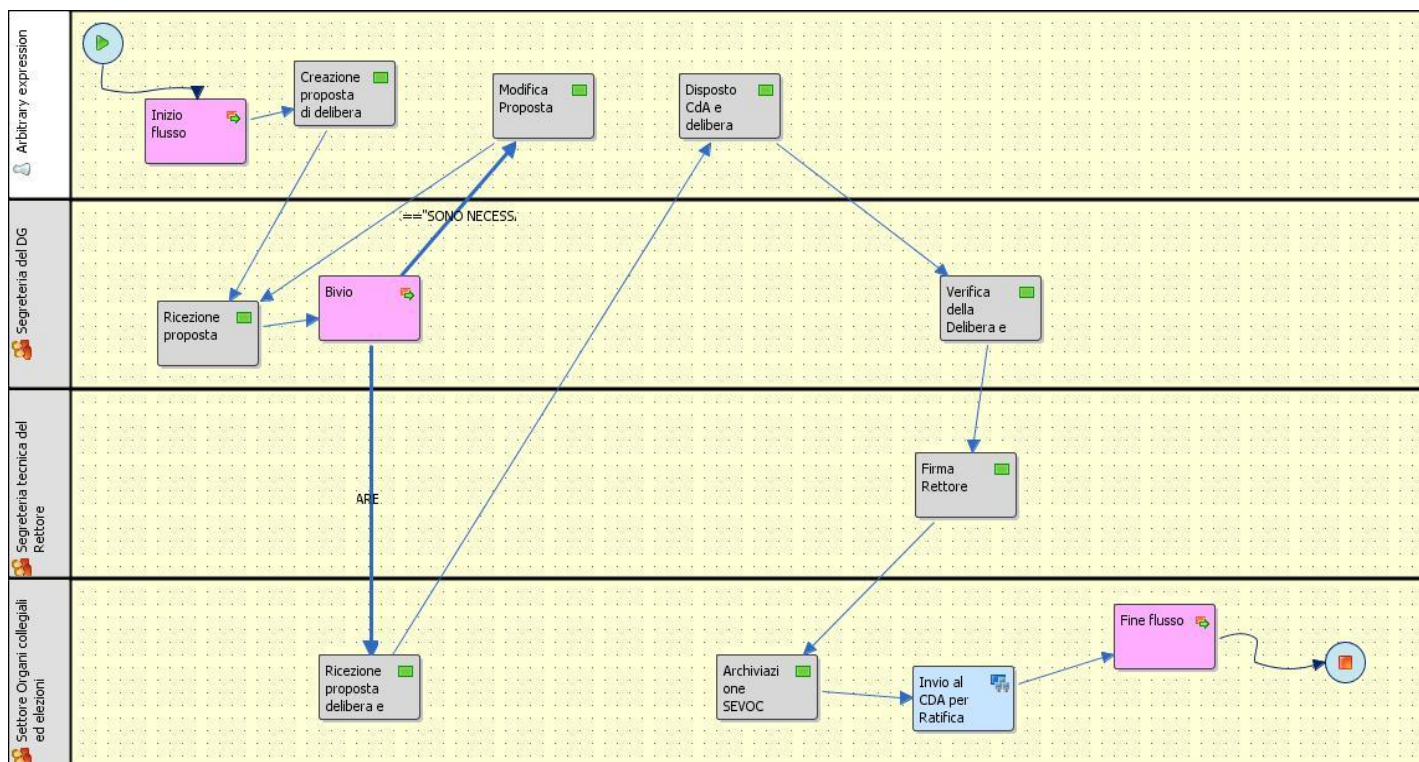 Arbitrary expression
Inizio
flusso
Creazione
proposta
di delibera
Modifica
Proposta
Disposto
CdA e
delibera
Segreteria del DG
.=="SONO NECESS.
Ricezione
proposta
Bivio
Verifica
della
Delibera e
Segreteria tecnica del
Rettore
ARE
Firma
Rettore
Settore Organi collegiali
ed elezioni
Ricezione
proposta
delibera e
Archiviazi
one
SEVOC
Invio al
CDA per
Ratifica
Fine flusso